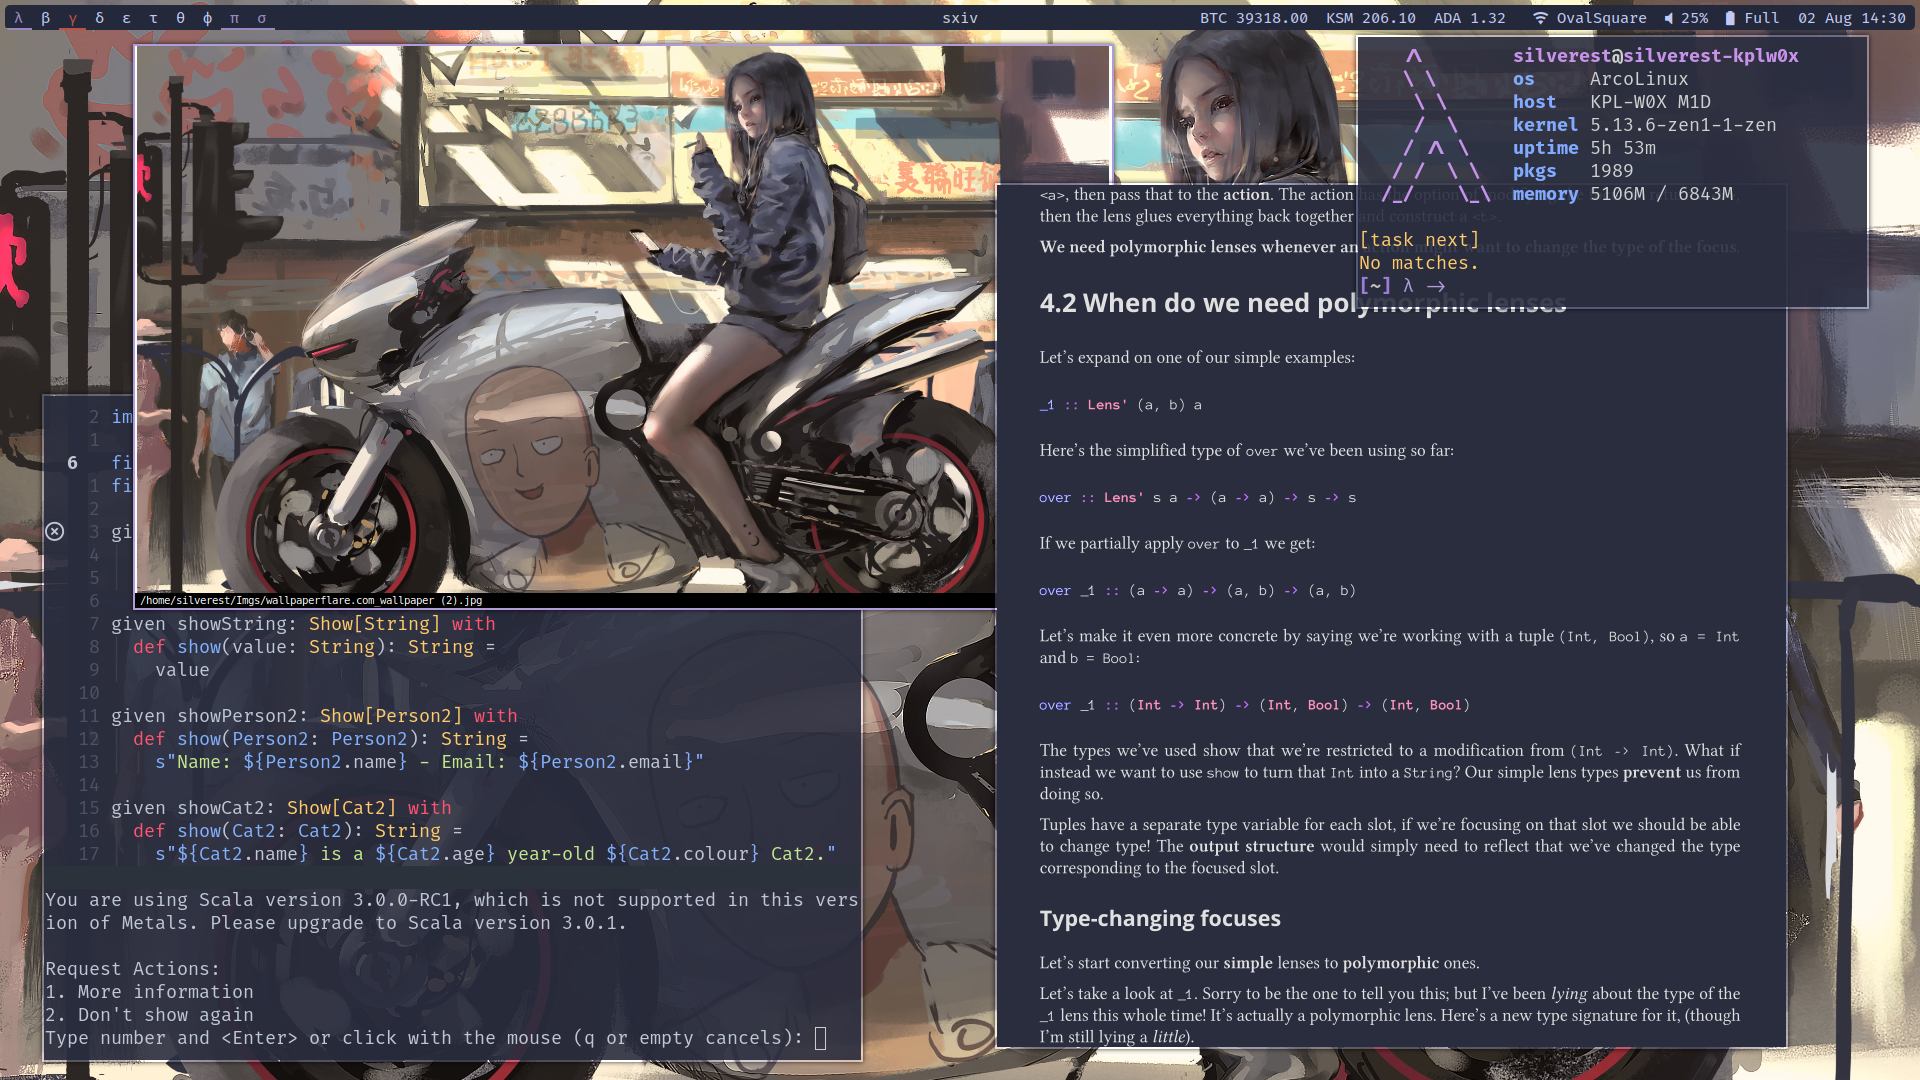 λ β γ δ ε τ θ ϕ π σ
sxiv
BTC 39318.00 KSM 206.10 ADA 1.32 OvalSquare 25% Full 02 Aug 14:30
silverest@silverest-kplw0x
os ArcoLinux
host KPL-W0X M1D
kernel 5.13.6-zen1-1-zen
uptime 5h 53m
pkgs 1989
memory 5106M / 6843M
[task next]
No matches.
[~] λ →
/home/silverest/Imgs/wallpaperflare.com_wallpaper (2).jpg
2 im
1
6 fi
1 fi
2
3 gi
4
5
6
7 given showString: Show[String] with
8 def show(value: String): String =
9 value
10
11 given showPerson2: Show[Person2] with
12 def show(Person2: Person2): String =
13 s"Name: ${Person2.name} - Email: ${Person2.email}"
14
15 given showCat2: Show[Cat2] with
16 def show(Cat2: Cat2): String =
17 s"${Cat2.name} is a ${Cat2.age} year-old ${Cat2.colour} Cat2."
You are using Scala version 3.0.0-RC1, which is not supported in this vers
ion of Metals. Please upgrade to Scala version 3.0.1.
Request Actions:
1. More information
2. Don't show again
Type number and <Enter> or click with the mouse (q or empty cancels):
<a>, then pass that to the action. The action
then the lens glues everything back together and construct a <t>.
We need polymorphic lenses whenever an action might want to change the type of the focus.
4.2 When do we need polymorphic lenses
Let's expand on one of our simple examples:
_1 :: Lens' (a, b) a
Here's the simplified type of over we've been using so far:
over :: Lens' s a -> (a -> a) -> s -> s
If we partially apply over to _1 we get:
over _1 :: (a -> a) -> (a, b) -> (a, b)
Let's make it even more concrete by saying we're working with a tuple (Int, Bool), so a = Int
and b = Bool:
over _1 :: (Int -> Int) -> (Int, Bool) -> (Int, Bool)
The types we've used show that we're restricted to a modification from (Int -> Int). What if
instead we want to use show to turn that Int into a String? Our simple lens types prevent us from
doing so.
Tuples have a separate type variable for each slot, if we're focusing on that slot we should be able
to change type! The output structure would simply need to reflect that we've changed the type
corresponding to the focused slot.
Type-changing focuses
Let's start converting our simple lenses to polymorphic ones.
Let's take a look at _1. Sorry to be the one to tell you this; but I've been lying about the type of the
_1 lens this whole time! It's actually a polymorphic lens. Here's a new type signature for it, (though
I'm still lying a little).